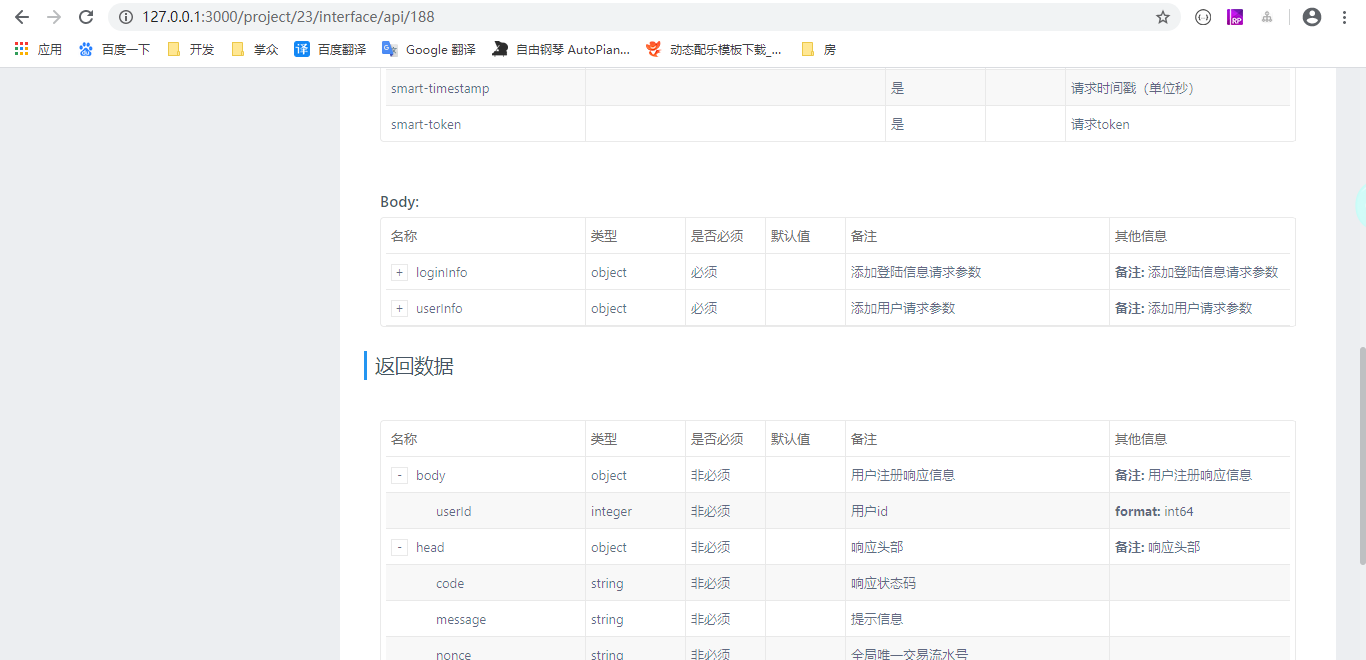 127.0.0.1:3000/project/23/interface/api/188
应用 百度一下 开发 掌众 译 百度翻译 Google 翻译 自由钢琴 AutoPian... 动态配乐模板下载_... 房
smart-timestamp 是 请求时间戳（单位秒）
smart-token 是 请求token
Body:
名称 类型 是否必须 默认值 备注 其他信息
+ loginInfo object 必须 添加登陆信息请求参数 备注: 添加登陆信息请求参数
+ userInfo object 必须 添加用户请求参数 备注: 添加用户请求参数
返回数据
名称 类型 是否必须 默认值 备注 其他信息
- body object 非必须 用户注册响应信息 备注: 用户注册响应信息
userId integer 非必须 用户id format: int64
- head object 非必须 响应头部 备注: 响应头部
code string 非必须 响应状态码
message string 非必须 提示信息
nonce string 非必须 全局唯一交易流水号